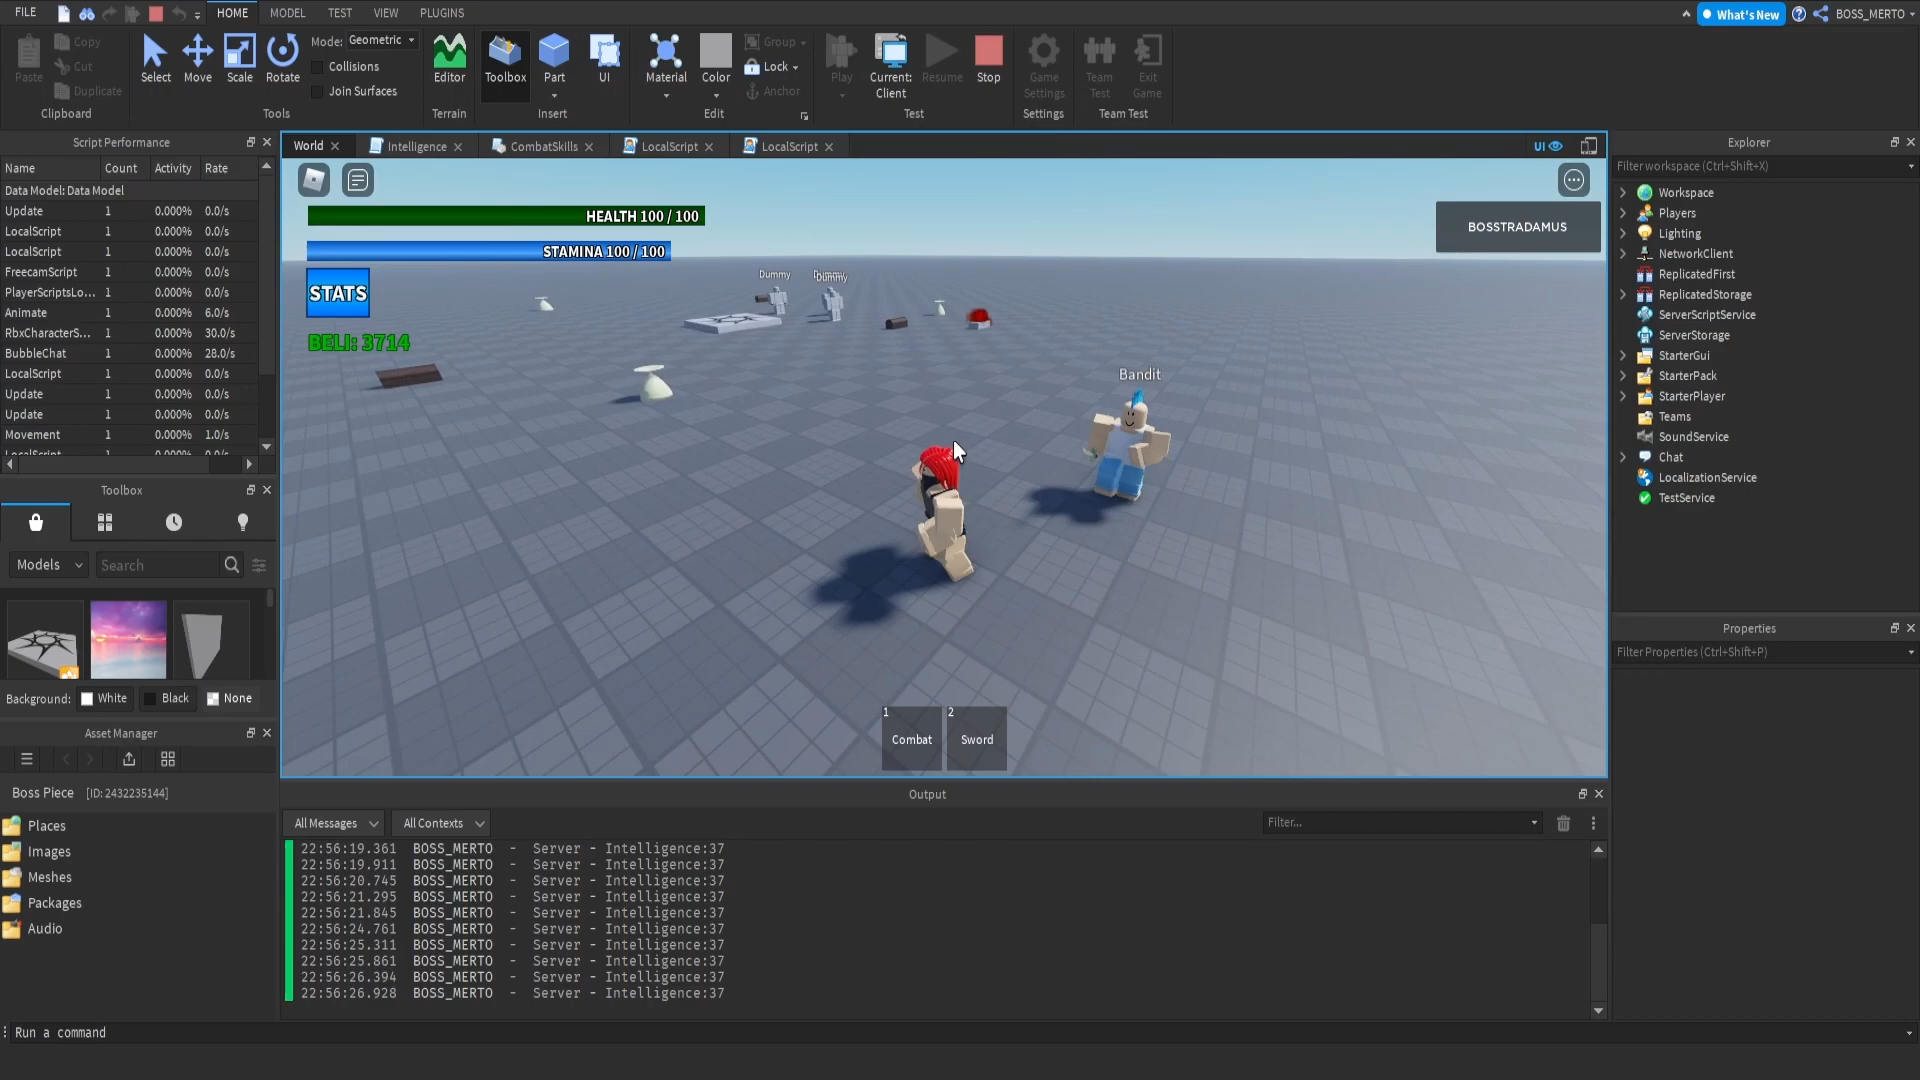 FILE HOME MODEL TEST VIEW PLUGINS What's New BOSS_MERTO
Paste Copy Cut Duplicate Clipboard
Select Move Scale Rotate Mode: Geometric Collisions Join Surfaces Tools
Editor Terrain
Toolbox Part UI Insert
Material Color Group Lock Anchor Edit
Play Current: Client Resume Stop Test
Game Settings Settings
Team Test Exit Game Team Test
Script Performance
Name Count Activity Rate
Data Model: Data Model
Update 1 0.000% 0.0/s
LocalScript 1 0.000% 0.0/s
LocalScript 1 0.000% 0.0/s
FreecamScript 1 0.000% 0.0/s
PlayerScriptsLo... 1 0.000% 0.0/s
Animate 1 0.000% 6.0/s
RbxCharacterS... 1 0.000% 30.0/s
BubbleChat 1 0.000% 28.0/s
LocalScript 1 0.000% 0.0/s
Update 1 0.000% 0.0/s
Update 1 0.000% 0.0/s
Movement 1 0.000% 1.0/s
Toolbox
Models Search
Background: White Black None
Asset Manager
Boss Piece [ID: 2432235144]
Places
Images
Meshes
Packages
Audio
World Intelligence CombatSkills LocalScript LocalScript UI
HEALTH 100 / 100
STAMINA 100 / 100
STATS
BELI: 3714
BOSSTRADAMUS
Dummy Dummy
Bandit
1 2
Combat Sword
Output
All Messages All Contexts Filter...
22:56:19.361 BOSS_MERTO - Server - Intelligence:37
22:56:19.911 BOSS_MERTO - Server - Intelligence:37
22:56:20.745 BOSS_MERTO - Server - Intelligence:37
22:56:21.295 BOSS_MERTO - Server - Intelligence:37
22:56:21.845 BOSS_MERTO - Server - Intelligence:37
22:56:24.761 BOSS_MERTO - Server - Intelligence:37
22:56:25.311 BOSS_MERTO - Server - Intelligence:37
22:56:25.861 BOSS_MERTO - Server - Intelligence:37
22:56:26.394 BOSS_MERTO - Server - Intelligence:37
22:56:26.928 BOSS_MERTO - Server - Intelligence:37
Explorer
Filter workspace (Ctrl+Shift+X)
Workspace
Players
Lighting
NetworkClient
ReplicatedFirst
ReplicatedStorage
ServerScriptService
ServerStorage
StarterGui
StarterPack
StarterPlayer
Teams
SoundService
Chat
LocalizationService
TestService
Properties
Filter Properties (Ctrl+Shift+P)
Run a command